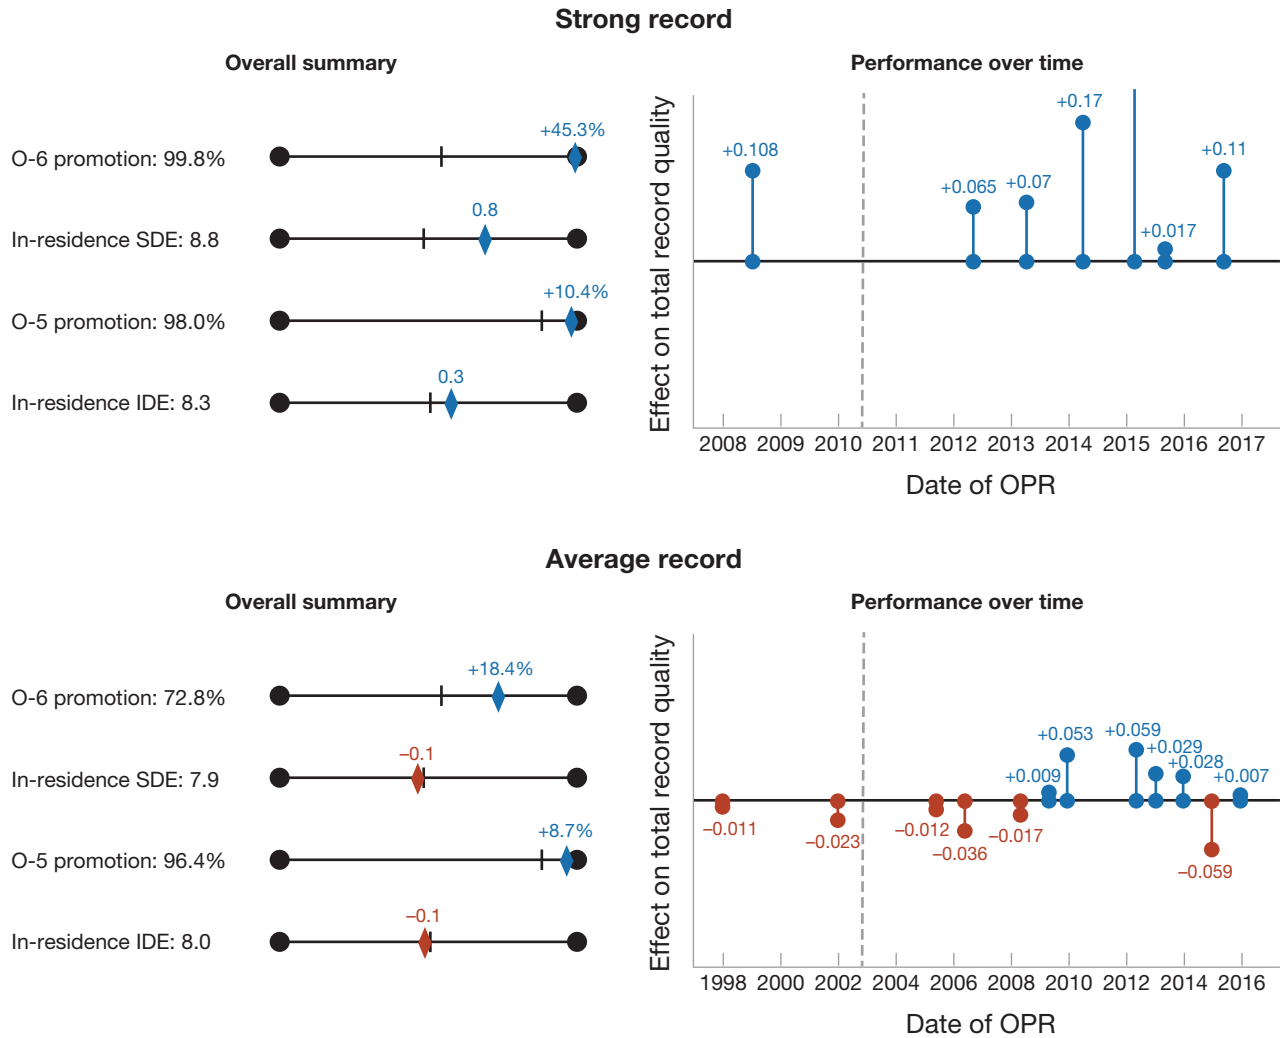 Strong record
Overall summary
O-6 promotion: 99.8%
+45.3%
In-residence SDE: 8.8
0.8
O-5 promotion: 98.0%
+10.4%
In-residence IDE: 8.3
0.3
Performance over time
Effect on total record quality
+0.108
+0.065
+0.07
+0.17
+0.017
+0.11
2008 2009 2010 2011 2012 2013 2014 2015 2016 2017
Date of OPR
Average record
Overall summary
O-6 promotion: 72.8%
+18.4%
In-residence SDE: 7.9
−0.1
O-5 promotion: 96.4%
+8.7%
In-residence IDE: 8.0
−0.1
Performance over time
Effect on total record quality
−0.011
−0.023
−0.012
−0.036
−0.017
+0.009
+0.053
+0.059
+0.029
+0.028
−0.059
+0.007
1998 2000 2002 2004 2006 2008 2010 2012 2014 2016
Date of OPR